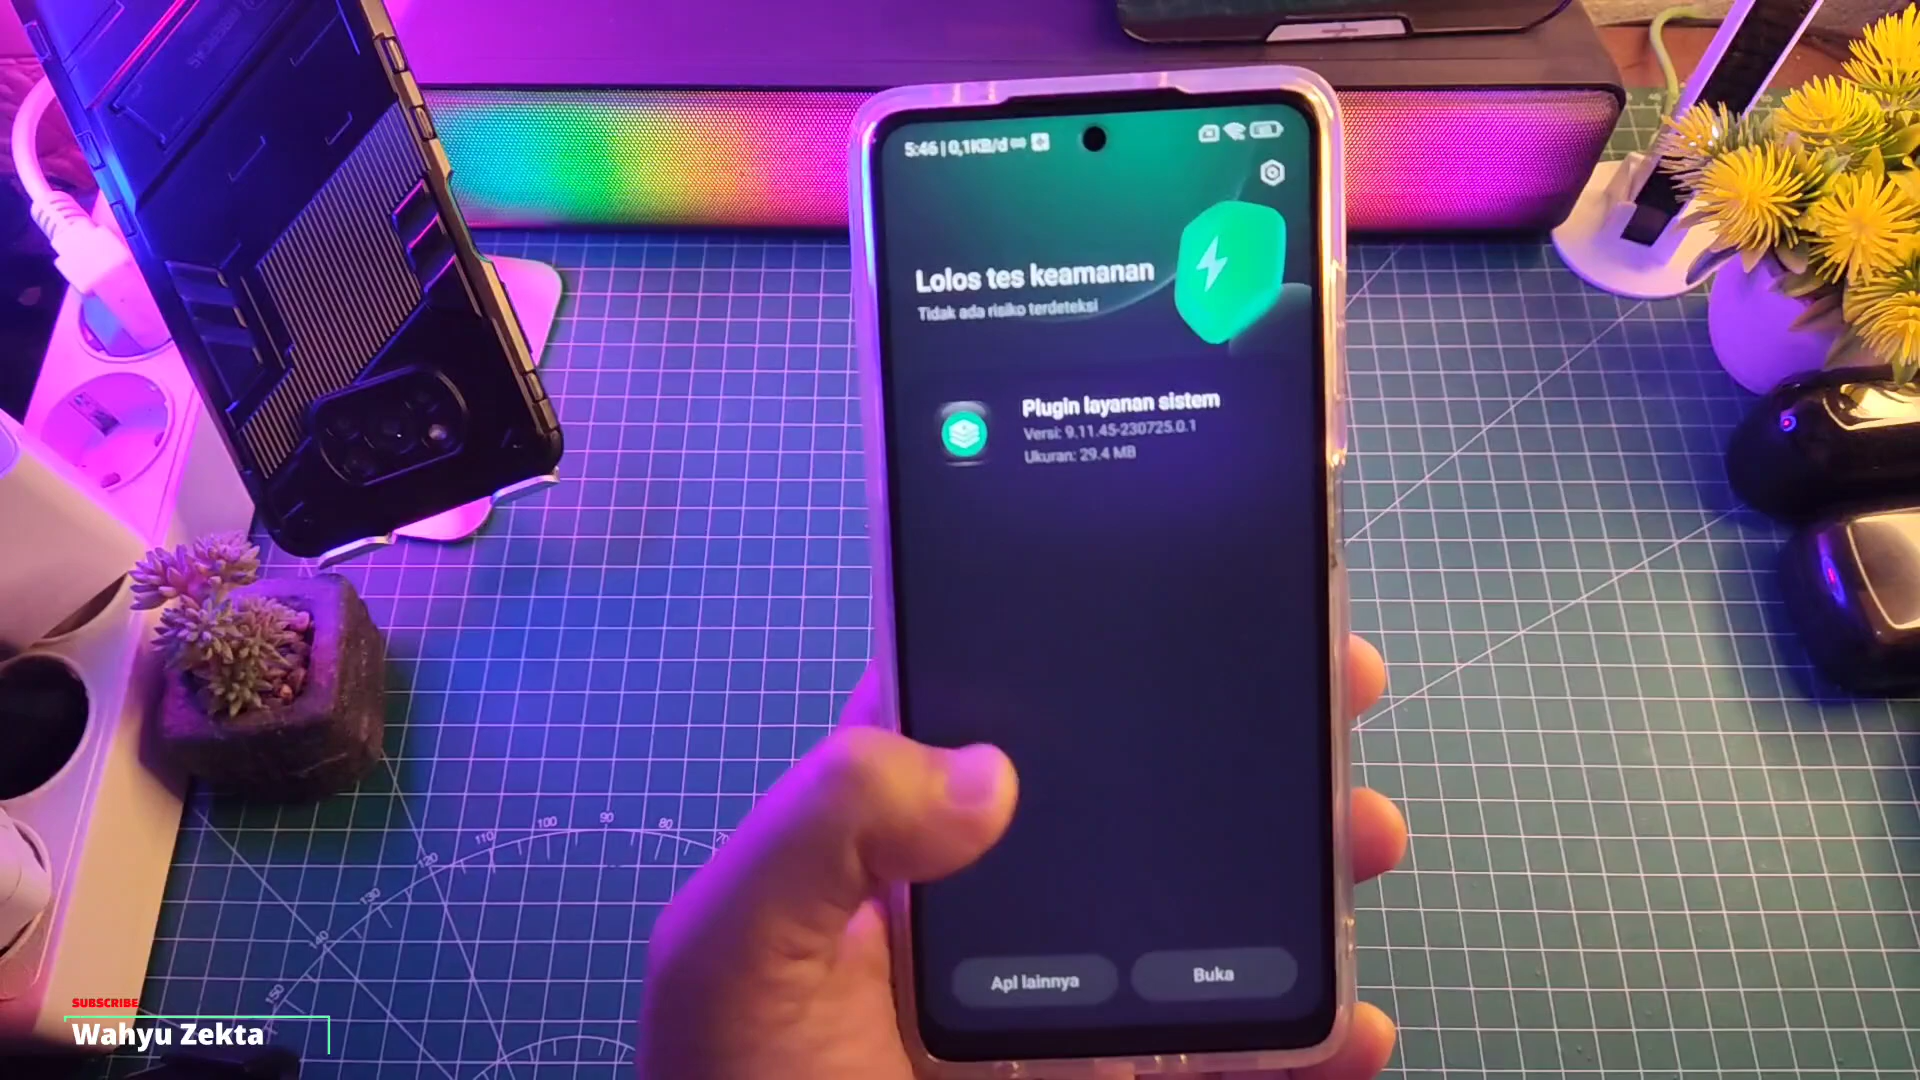 5:46 | 0,1KB/d
Lolos tes keamanan
Tidak ada risiko terdeteksi
Plugin layanan sistem
Versi: 9.11.45-230725.0.1
Ukuran: 29.4 MB
Apl lainnya
Buka
110
100
90
80
120
130
140
150
SUBSCRIBE
Wahyu Zekta